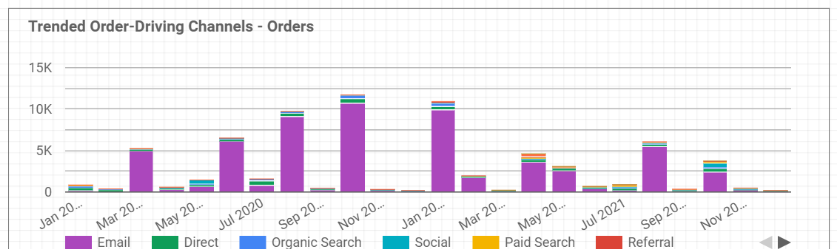 Trended Order-Driving Channels - Orders
15K
10K
5K
0
Jan 20... Mar 20... May 20... Jul 2020 Sep 20... Nov 20... Jan 20... Mar 20... May 20... Jul 2021 Sep 20... Nov 20...
Email Direct Organic Search Social Paid Search Referral